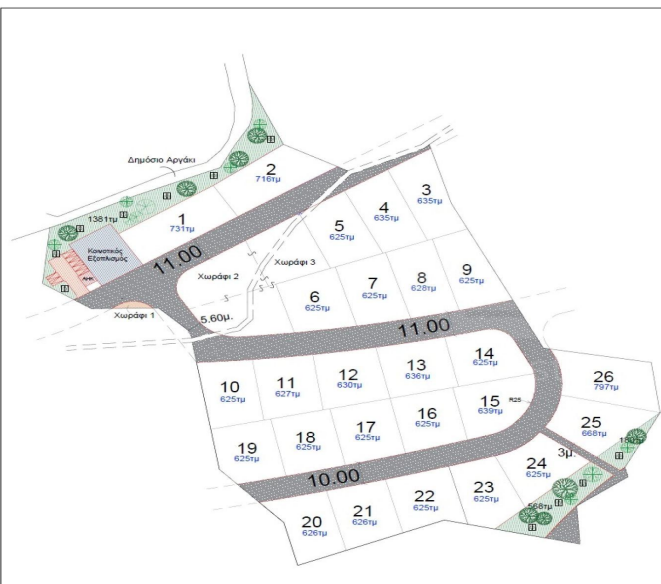 Δημόσιο Αργάκι
1381τμ
Κοινοτικός
Εξοπλισμος
ΑΗΚ
Χωράφι 1
Χωράφι 2
Χωράφι 3
11.00
5.60μ.
11.00
10.00
1
731τμ
2
716τμ
3
635τμ
4
635τμ
5
625τμ
6
625τμ
7
625τμ
8
628τμ
9
625τμ
10
625τμ
11
627τμ
12
630τμ
13
636τμ
14
625τμ
15
639τμ
R25
16
625τμ
17
625τμ
18
625τμ
19
625τμ
20
626τμ
21
626τμ
22
625τμ
23
625τμ
24
625τμ
25
668τμ
26
797τμ
3μ.
568τμ